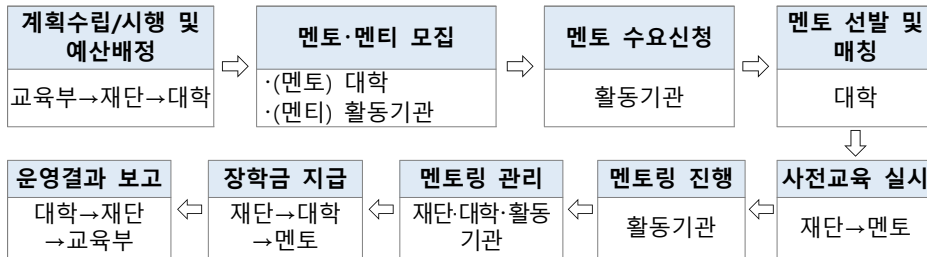 계획수립/시행 및
예산배정
교육부→재단→대학
⇨
멘토·멘티 모집
·(멘토) 대학
·(멘티) 활동기관
⇨
멘토 수요신청
활동기관
⇨
멘토 선발 및
매칭
대학
⇩
사전교육 실시
재단→멘토
⇦
멘토링 진행
활동기관
⇦
멘토링 관리
재단·대학·활동
기관
⇦
장학금 지급
재단→대학
→멘토
⇦
운영결과 보고
대학→재단
→교육부